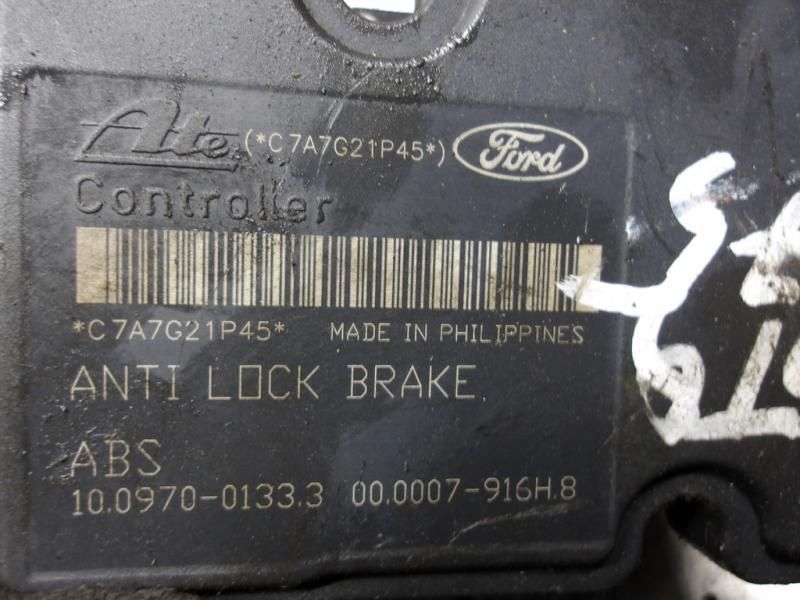 Ate (*C7A7G21P45*) Ford
Controller
*C7A7G21P45* MADE IN PHILIPPINES
ANTI LOCK BRAKE
ABS
10.0970-0133.3 00.0007-916H.8